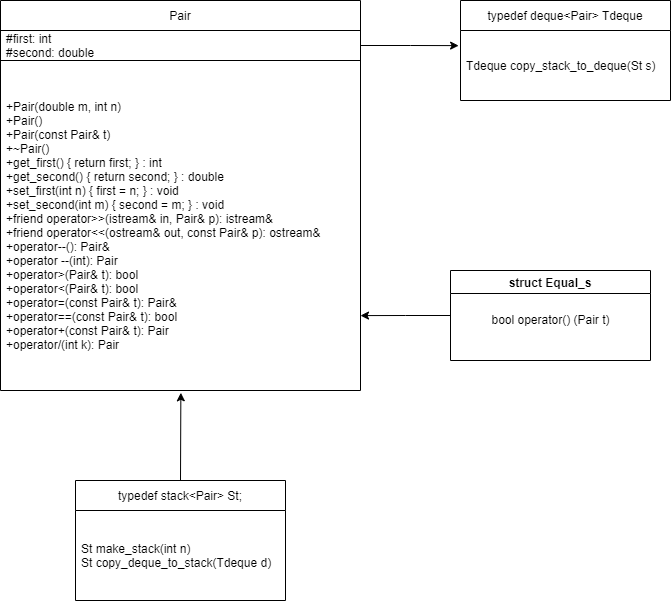 Pair
#first: int
#second: double
+Pair(double m, int n)
+Pair()
+Pair(const Pair& t)
+~Pair()
+get_first() { return first; } : int
+get_second() { return second; } : double
+set_first(int n) { first = n; } : void
+set_second(int m) { second = m; } : void
+friend operator>>(istream& in, Pair& p): istream&
+friend operator<<(ostream& out, const Pair& p): ostream&
+operator--(): Pair&
+operator --(int): Pair
+operator>(Pair& t): bool
+operator<(Pair& t): bool
+operator=(const Pair& t): Pair&
+operator==(const Pair& t): bool
+operator+(const Pair& t): Pair
+operator/(int k): Pair
typedef deque<Pair> Tdeque
Tdeque copy_stack_to_deque(St s)
struct Equal_s
bool operator() (Pair t)
typedef stack<Pair> St;
St make_stack(int n)
St copy_deque_to_stack(Tdeque d)